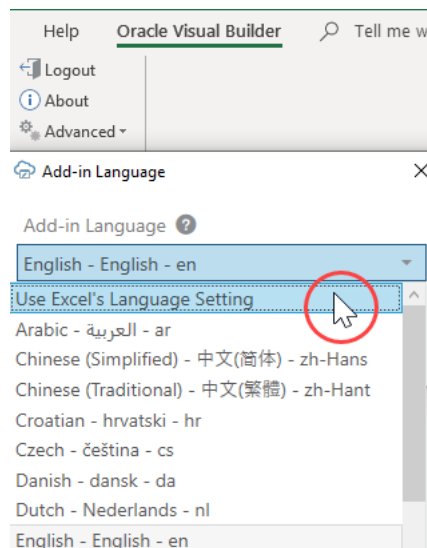 Help Oracle Visual Builder Tell me w
Logout
About
Advanced
Add-in Language
Add-in Language ?
English - English - en
Use Excel's Language Setting
Arabic - العربية - ar
Chinese (Simplified) - 中文(简体) - zh-Hans
Chinese (Traditional) - 中文(繁體) - zh-Hant
Croatian - hrvatski - hr
Czech - čeština - cs
Danish - dansk - da
Dutch - Nederlands - nl
English - English - en